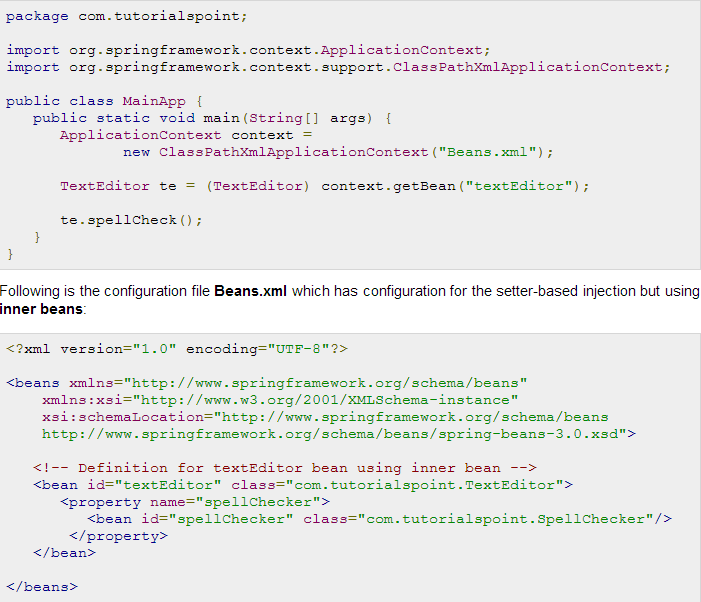 package com.tutorialspoint;
import org.springframework.context.ApplicationContext;
import org.springframework.context.support.ClassPathXmlApplicationContext;
public class MainApp {
public static void main(String[] args) {
ApplicationContext context =
new ClassPathXmlApplicationContext("Beans.xml");
TextEditor te = (TextEditor) context.getBean("textEditor");
te.spellCheck();
}
}
Following is the configuration file Beans.xml which has configuration for the setter-based injection but using
inner beans:
<?xml version="1.0" encoding="UTF-8"?>
<beans xmlns="http://www.springframework.org/schema/beans"
xmlns:xsi="http://www.w3.org/2001/XMLSchema-instance"
xsi:schemaLocation="http://www.springframework.org/schema/beans
http://www.springframework.org/schema/beans/spring-beans-3.0.xsd">
<!-- Definition for textEditor bean using inner bean -->
<bean id="textEditor" class="com.tutorialspoint.TextEditor">
<property name="spellChecker">
<bean id="spellChecker" class="com.tutorialspoint.SpellChecker"/>
</property>
</bean>
</beans>